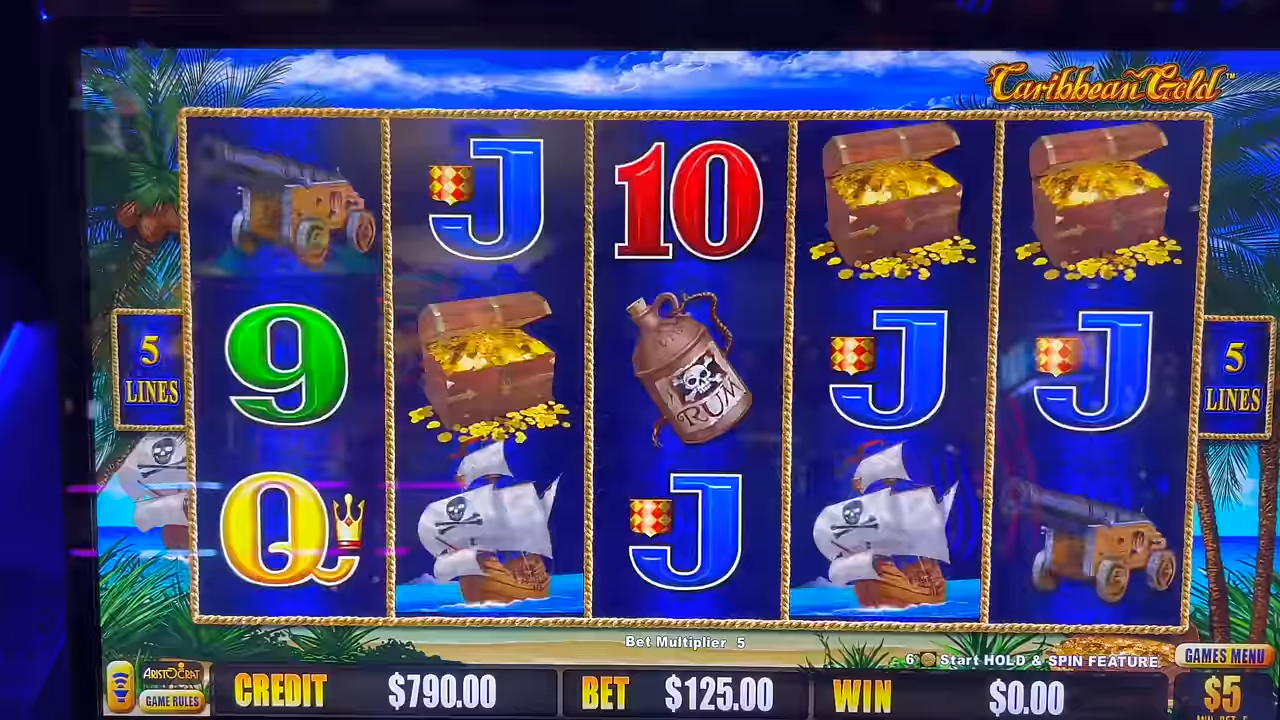 Caribbean Gold™
J
10
9
RUM
J
J
Q
J
5
LINES
5
LINES
Bet Multiplier 5
6 Start HOLD & SPIN FEATURE
GAMES MENU
ARISTOCRAT
GAME RULES
CREDIT $790.00
BET $125.00
WIN $0.00
$5